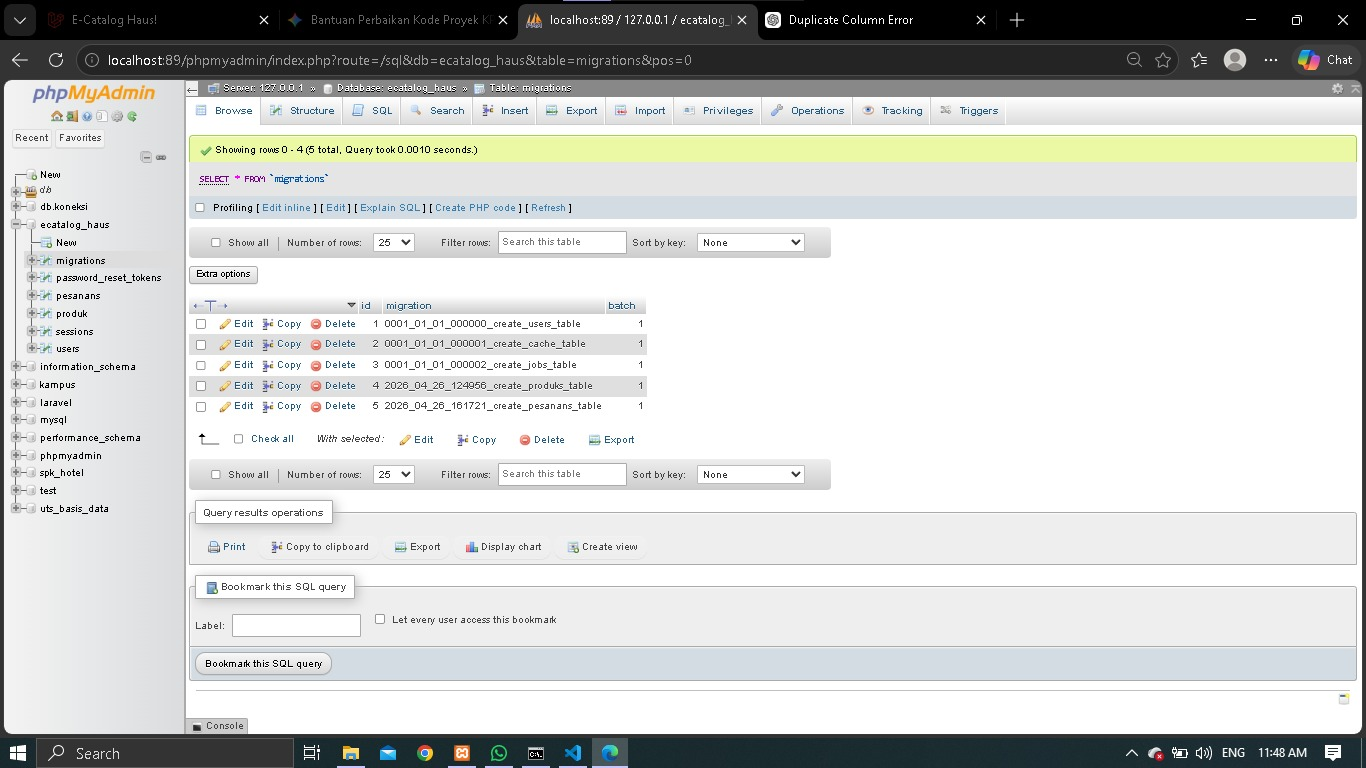 E-Catalog Haus!
Bantuan Perbaikan Kode Proyek K
localhost:89 / 127.0.0.1 / ecatalog_
Duplicate Column Error
localhost:89/phpmyadmin/index.php?route=/sql&db=ecatalog_haus&table=migrations&pos=0
Chat
phpMyAdmin
Recent Favorites
New
db
db.koneksi
ecatalog_haus
New
migrations
password_reset_tokens
pesanans
produk
sessions
users
information_schema
kampus
laravel
mysql
performance_schema
phpmyadmin
spk_hotel
test
uts_basis_data
Server: 127.0.0.1 » Database: ecatalog_haus » Table: migrations
Browse Structure SQL Search Insert Export Import Privileges Operations Tracking Triggers
Showing rows 0 - 4 (5 total, Query took 0.0010 seconds.)
SELECT * FROM `migrations`
Profiling [ Edit inline ] [ Edit ] [ Explain SQL ] [ Create PHP code ] [ Refresh ]
Show all | Number of rows: 25 Filter rows: Search this table Sort by key: None
Extra options
id migration batch
Edit Copy Delete 1 0001_01_01_000000_create_users_table 1
Edit Copy Delete 2 0001_01_01_000001_create_cache_table 1
Edit Copy Delete 3 0001_01_01_000002_create_jobs_table 1
Edit Copy Delete 4 2026_04_26_124956_create_produks_table 1
Edit Copy Delete 5 2026_04_26_161721_create_pesanans_table 1
Check all With selected: Edit Copy Delete Export
Show all | Number of rows: 25 Filter rows: Search this table Sort by key: None
Query results operations
Print Copy to clipboard Export Display chart Create view
Bookmark this SQL query
Label: Let every user access this bookmark
Bookmark this SQL query
Console
Search
ENG 11:48 AM